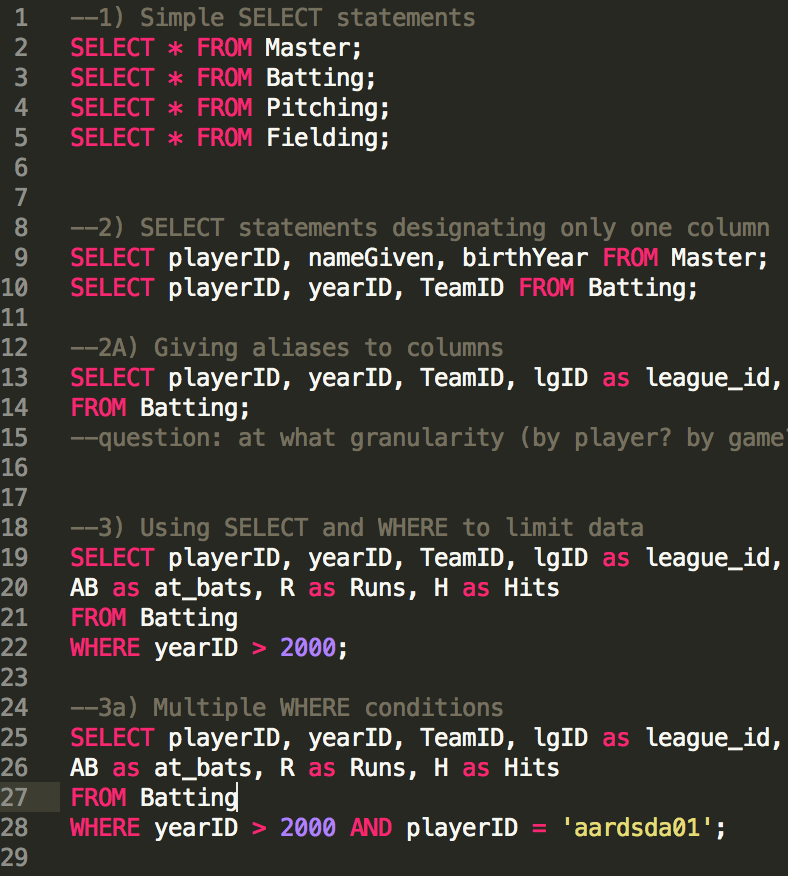 1 --1) Simple SELECT statements
2 SELECT * FROM Master;
3 SELECT * FROM Batting;
4 SELECT * FROM Pitching;
5 SELECT * FROM Fielding;
6
7
8 --2) SELECT statements designating only one column
9 SELECT playerID, nameGiven, birthYear FROM Master;
10 SELECT playerID, yearID, TeamID FROM Batting;
11
12 --2A) Giving aliases to columns
13 SELECT playerID, yearID, TeamID, lgID as league_id,
14 FROM Batting;
15 --question: at what granularity (by player? by game?
16
17
18 --3) Using SELECT and WHERE to limit data
19 SELECT playerID, yearID, TeamID, lgID as league_id,
20 AB as at_bats, R as Runs, H as Hits
21 FROM Batting
22 WHERE yearID > 2000;
23
24 --3a) Multiple WHERE conditions
25 SELECT playerID, yearID, TeamID, lgID as league_id,
26 AB as at_bats, R as Runs, H as Hits
27 FROM Batting
28 WHERE yearID > 2000 AND playerID = 'aardsda01';
29